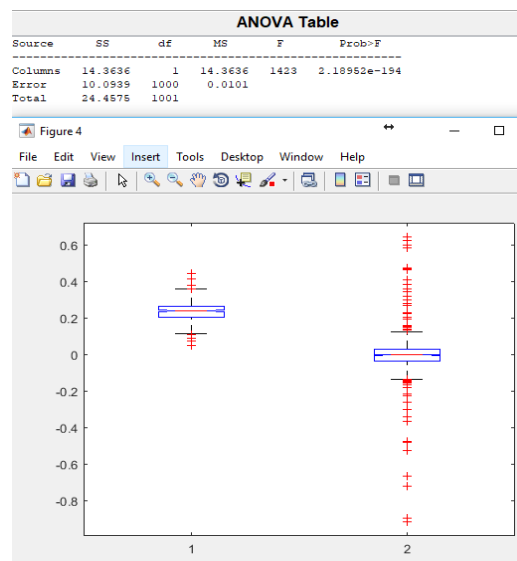 ANOVA Table
Source SS df MS F Prob>F
Columns 14.3636 1 14.3636 1423 2.18952e-194
Error 10.0939 1000 0.0101
Total 24.4575 1001
Figure 4
File Edit View Insert Tools Desktop Window Help
0.6
0.4
0.2
0
-0.2
-0.4
-0.6
-0.8
1 2